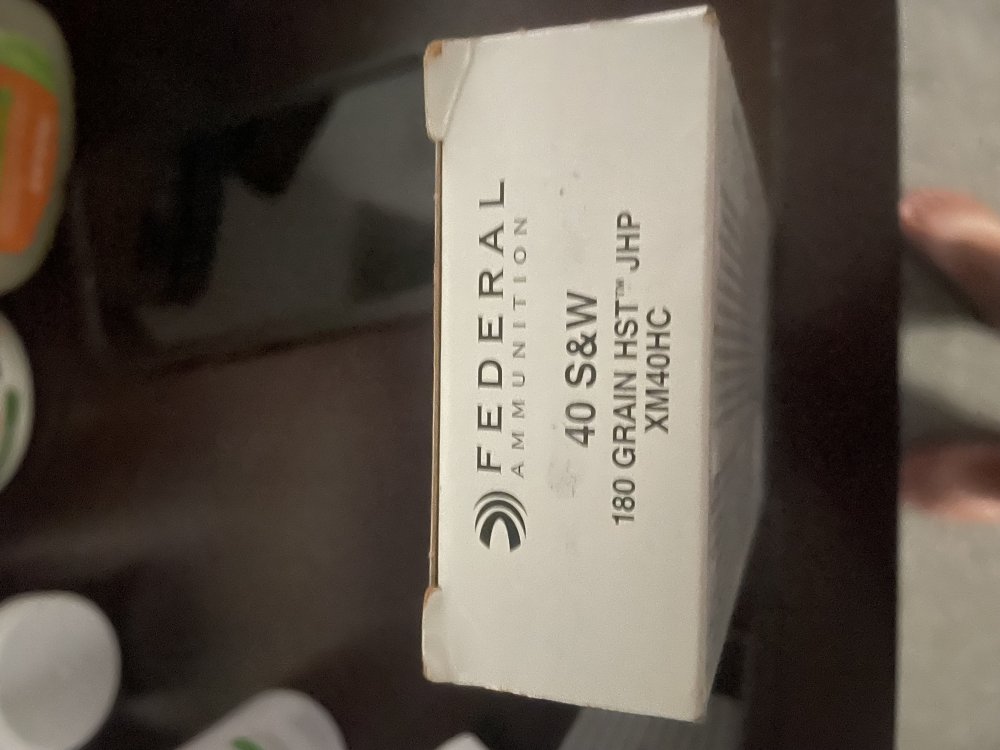 FEDERAL
AMMUNITION
40 S&W
180 GRAIN HST™ JHP
XM40HC